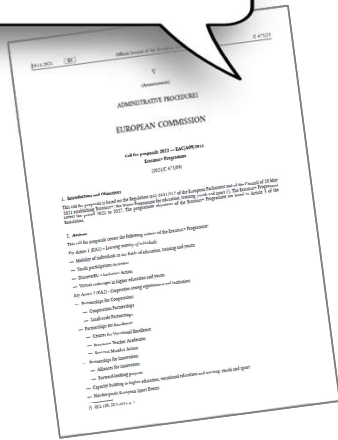 24.11.2021 EN Official Journal of the European C 473/25
V
(Announcements)
ADMINISTRATIVE PROCEDURES
EUROPEAN COMMISSION
Call for proposals 2022 — EAC/A09/2021
Erasmus+ Programme
(2021/C 473/09)
1. Introduction and Objectives
This call for proposals is based on the Regulation (EU) 2021/817 of the European Parliament and of the Council of 20 May
2021 establishing Erasmus+: the Union Programme for education, training, youth and sport (¹). The Erasmus+ Programme
covers the period 2021 to 2027. The programme objectives of the Erasmus+ Programme are listed in Article 3 of the
Regulation.
2. Actions
This call for proposals covers the following actions of the Erasmus+ Programme:
Key Action 1 (KA1) – Learning mobility of individuals
— Mobility of individuals in the fields of education, training and youth
— Youth participation activities
— DiscoverEU – Inclusion Action
— Virtual exchanges in higher education and youth
Key Action 2 (KA2) – Cooperation among organisations and institutions
— Partnerships for Cooperation:
— Cooperation Partnerships
— Small-scale Partnerships
— Partnerships for Excellence:
— Centres for Vocational Excellence
— Erasmus+ Teacher Academies
— Erasmus Mundus Action
— Partnerships for Innovation:
— Alliances for Innovation
— Forward-looking projects
— Capacity building in higher education, vocational education and training, youth and sport
— Not-for-profit European Sport Events
(¹) OJ L 189, 28.5.2021, p. 1